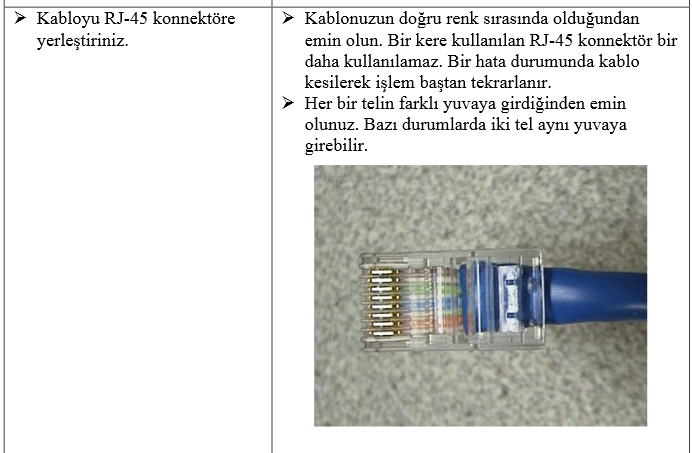 ➢ Kabloyu RJ-45 konnektöre
yerleştiriniz.
➢ Kablonuzun doğru renk sırasında olduğundan
emin olun. Bir kere kullanılan RJ-45 konnektör bir
daha kullanılamaz. Bir hata durumunda kablo
kesilerek işlem baştan tekrarlanır.
➢ Her bir telin farklı yuvaya girdiğinden emin
olunuz. Bazı durumlarda iki tel aynı yuvaya
girebilir.